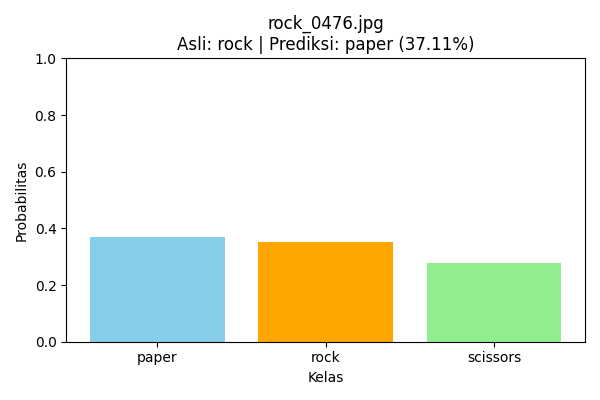 rock_0476.jpg
Asli: rock | Prediksi: paper (37.11%)
1.0
0.8
0.6
0.4
0.2
0.0
Probabilitas
paper rock scissors
Kelas